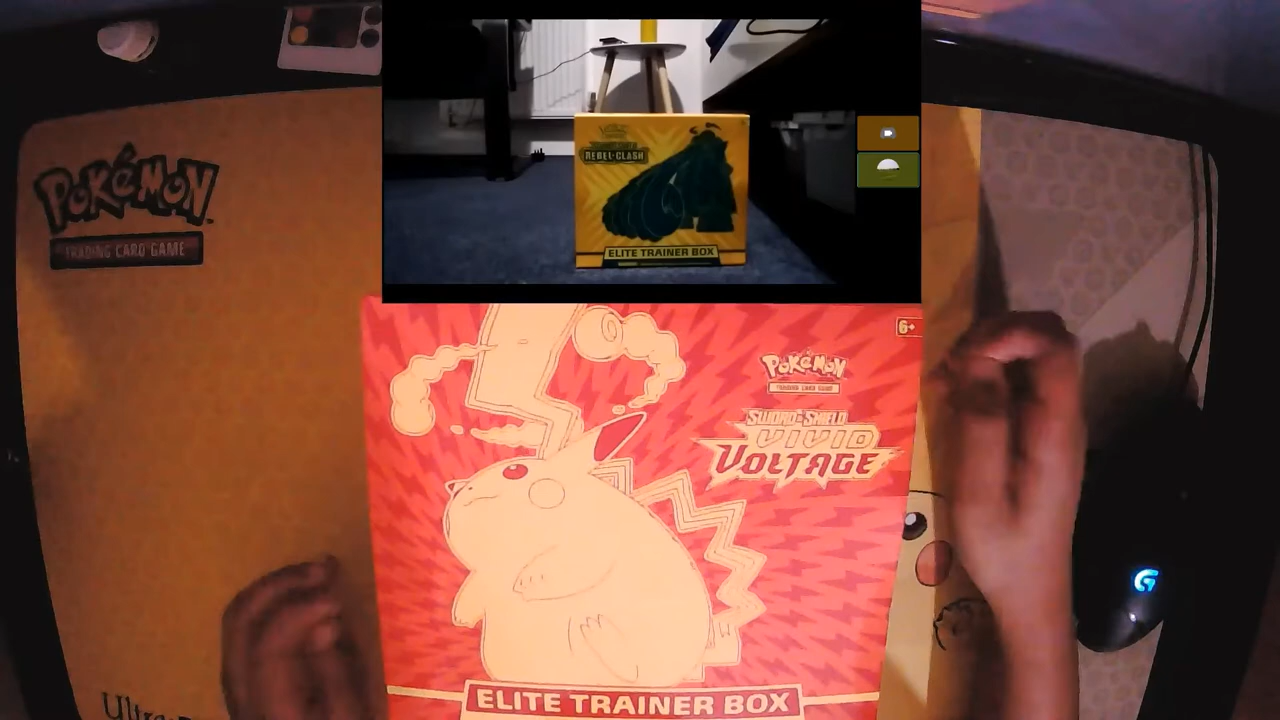 POKéMON
TRADING CARD GAME
REBEL CLASH
ELITE TRAINER BOX
6+
POKéMON
TRADING CARD GAME
SWORD & SHIELD
VIVID
VOLTAGE
ELITE TRAINER BOX
G